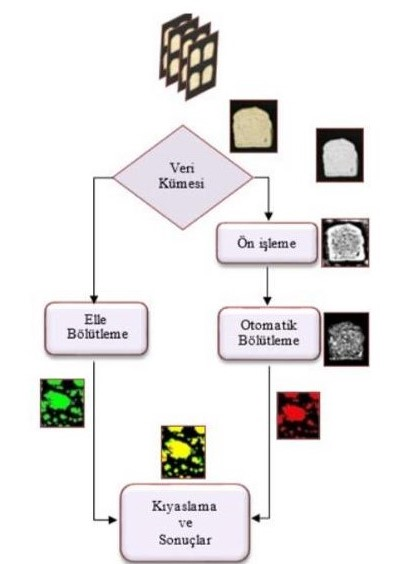 Veri
Kümesi
Ön işleme
Elle
Bölütleme
Otomatik
Bölütleme
Kıyaslama
ve
Sonuçlar